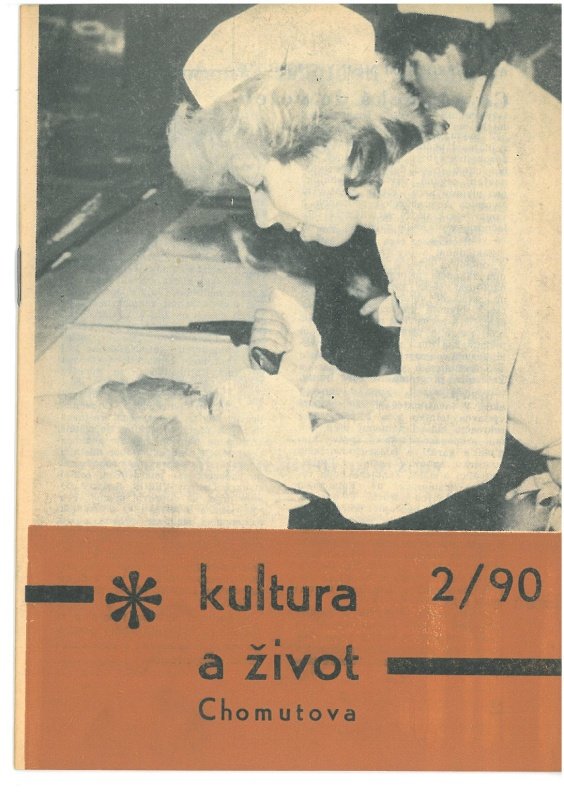 kultura 2/90
a život
Chomutova